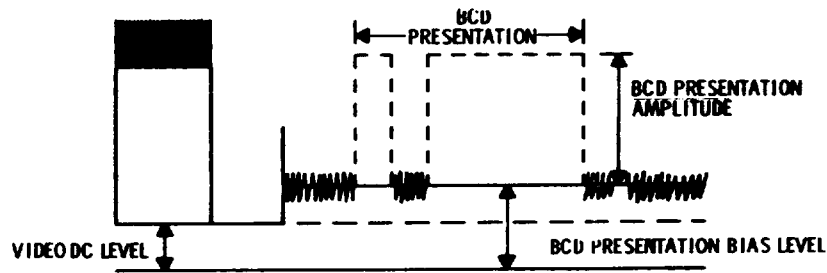 BCD
PRESENTATION
BCD PRESENTATION
AMPLITUDE
VIDEO DC LEVEL
BCD PRESENTATION BIAS LEVEL